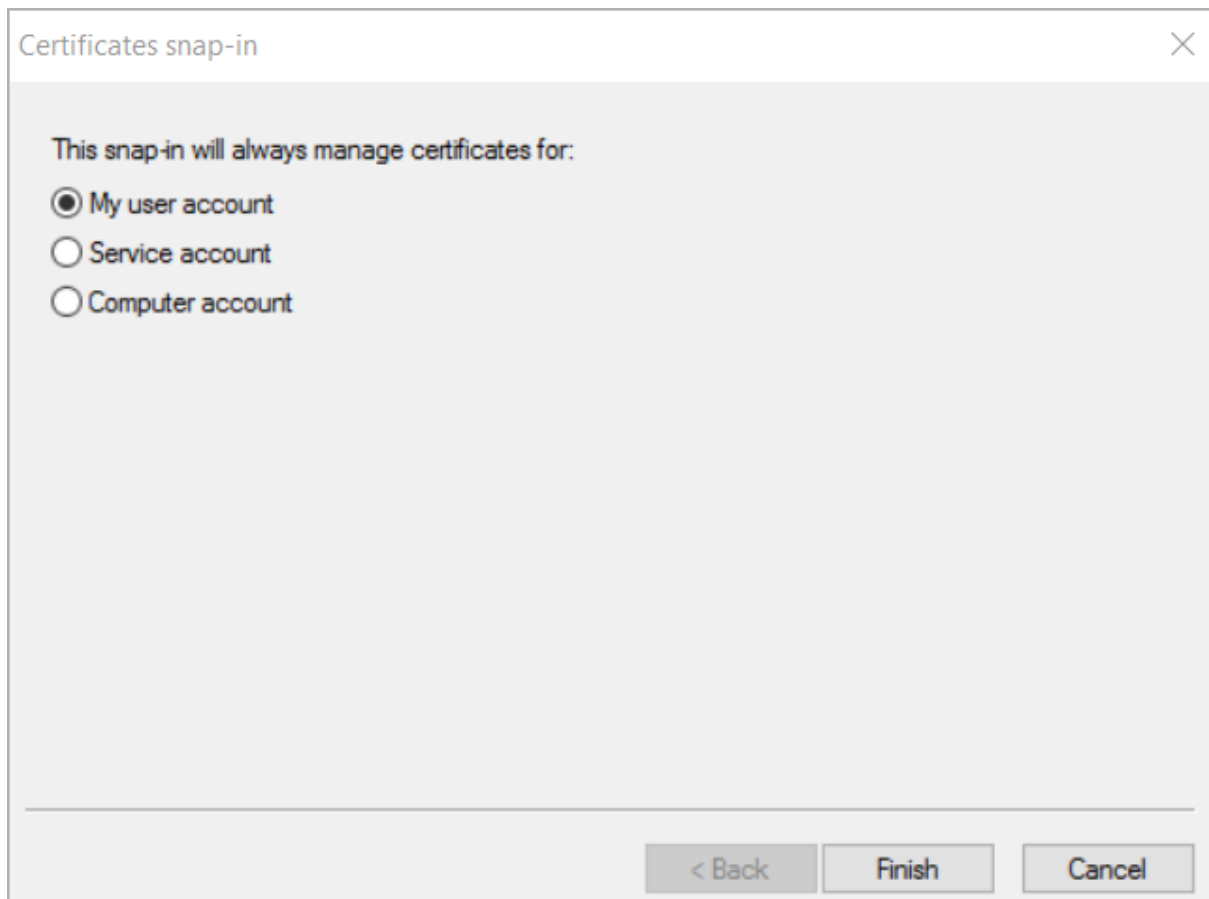 Certificates snap-in
This snap-in will always manage certificates for:
My user account
Service account
Computer account
< Back
Finish
Cancel